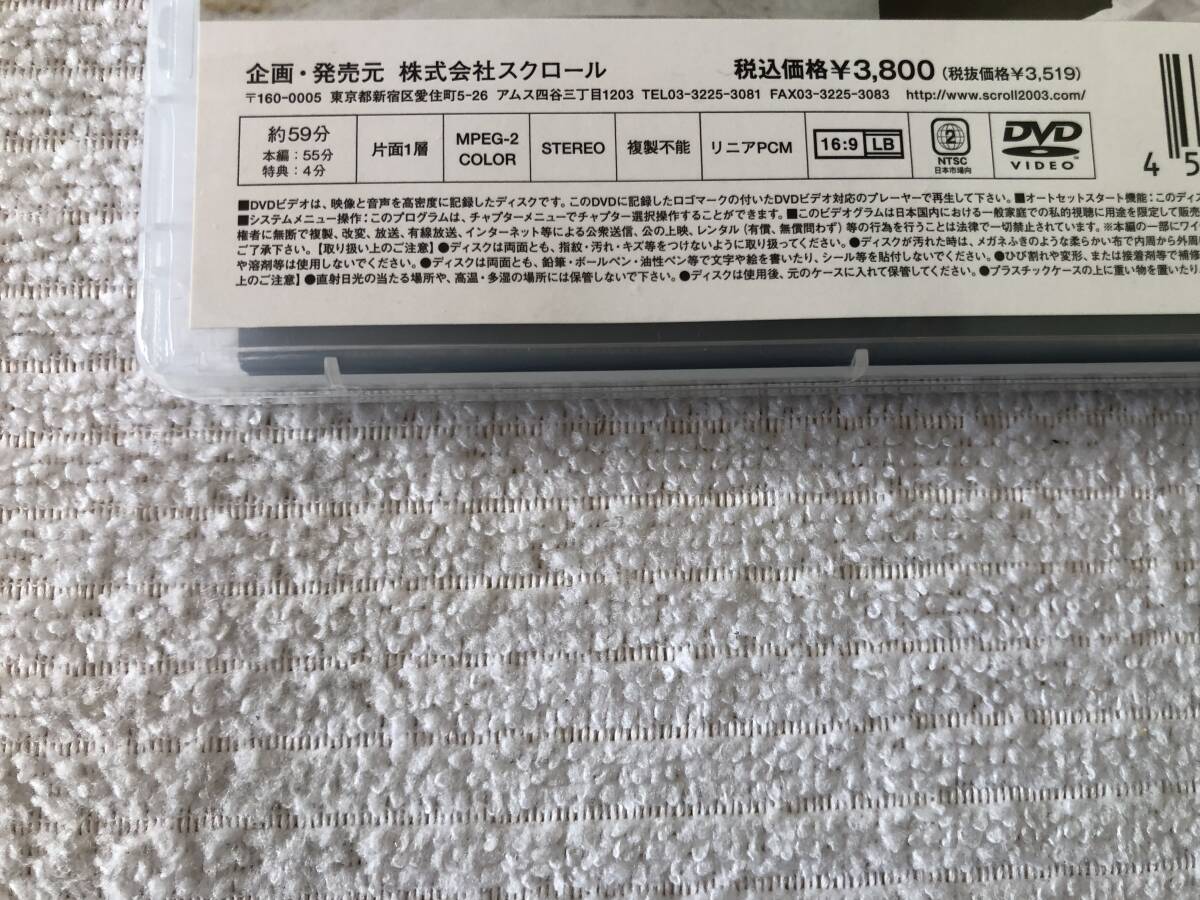 企画・発売元 株式会社スクロール 税込価格¥3,800(税抜価格¥3,519)
〒160-0005 東京都新宿区愛住町5-26 アムス四谷三丁目1203 TEL03-3225-3081 FAX03-3225-3083 http://www.scroll2003.com/
約59分
本編:55分
特典:4分
片面1層
MPEG-2
COLOR
STEREO
複製不能
リニアPCM
16:9 LB
2
NTSC
日本市場向
DVD
VIDEO
4 5
■DVDビデオは、映像と音声を高密度に記録したディスクです。このDVDに記録したロゴマークの付いたDVDビデオ対応のプレーヤーで再生して下さい。■オートセットスタート機能:このディス
■システムメニュー操作:このプログラムは、チャプターメニューでチャプター選択操作することができます。■このビデオグラムは日本国内における一般家庭での私的視聴に用途を限定して販売
権者に無断で複製、改変、放送、有線放送、インターネット等による公衆送信、公の上映、レンタル(有償、無償問わず)等の行為を行うことは法律で一切禁止されています。※本編の一部にワイ
ご了承下さい。【取り扱い上のご注意】●ディスクは両面とも、指紋・汚れ・キズ等をつけないように取り扱ってください。●ディスクが汚れた時は、メガネふきのような柔らかい布で内周から外周
や溶剤等は使用しないでください。●ディスクは両面とも、鉛筆・ボールペン・油性ペン等で文字や絵を書いたり、シール等を貼付しないでください。●ひび割れや変形、または接着剤等で補修
上のご注意】●直射日光の当たる場所や、高温・多湿の場所には保管しないで下さい。●ディスクは使用後、元のケースに入れて保管してください。●プラスチックケースの上に重い物を置いたり